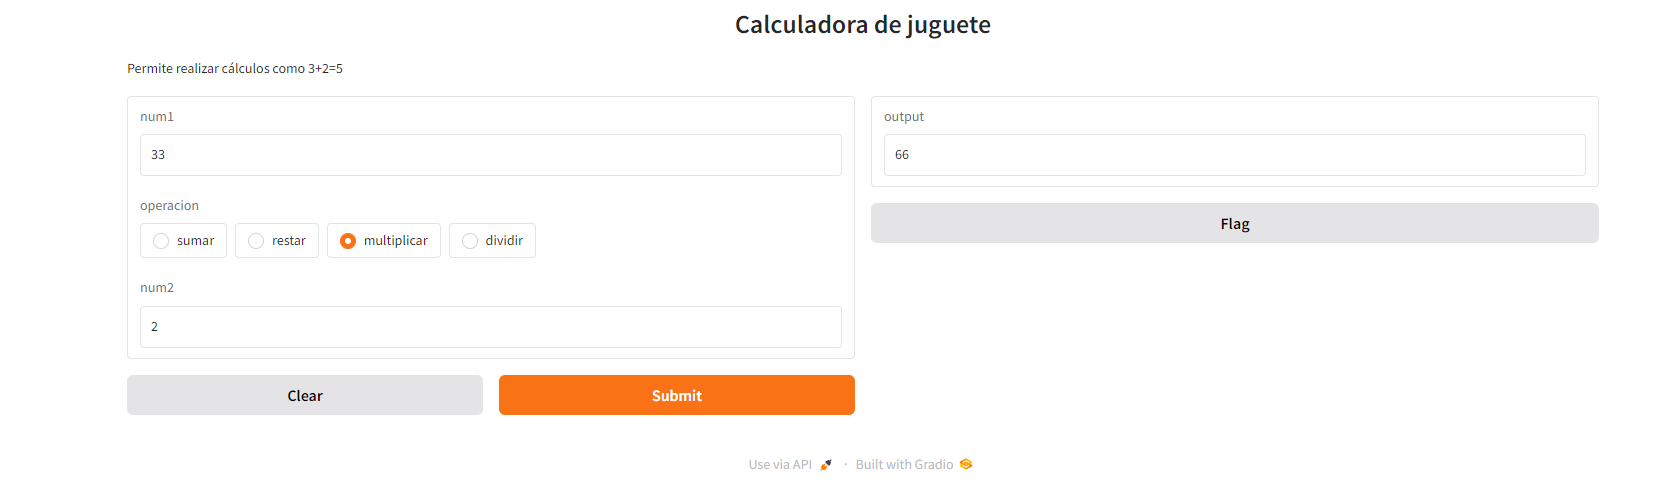 Calculadora de juguete
Permite realizar cálculos como 3+2=5
num1
33
operacion
sumar
restar
multiplicar
dividir
num2
2
Clear
Submit
output
66
Flag
Use via API · Built with Gradio